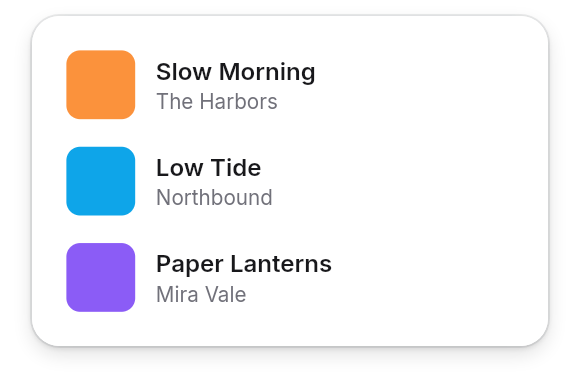 Slow Morning
The Harbors
Low Tide
Northbound
Paper Lanterns
Mira Vale